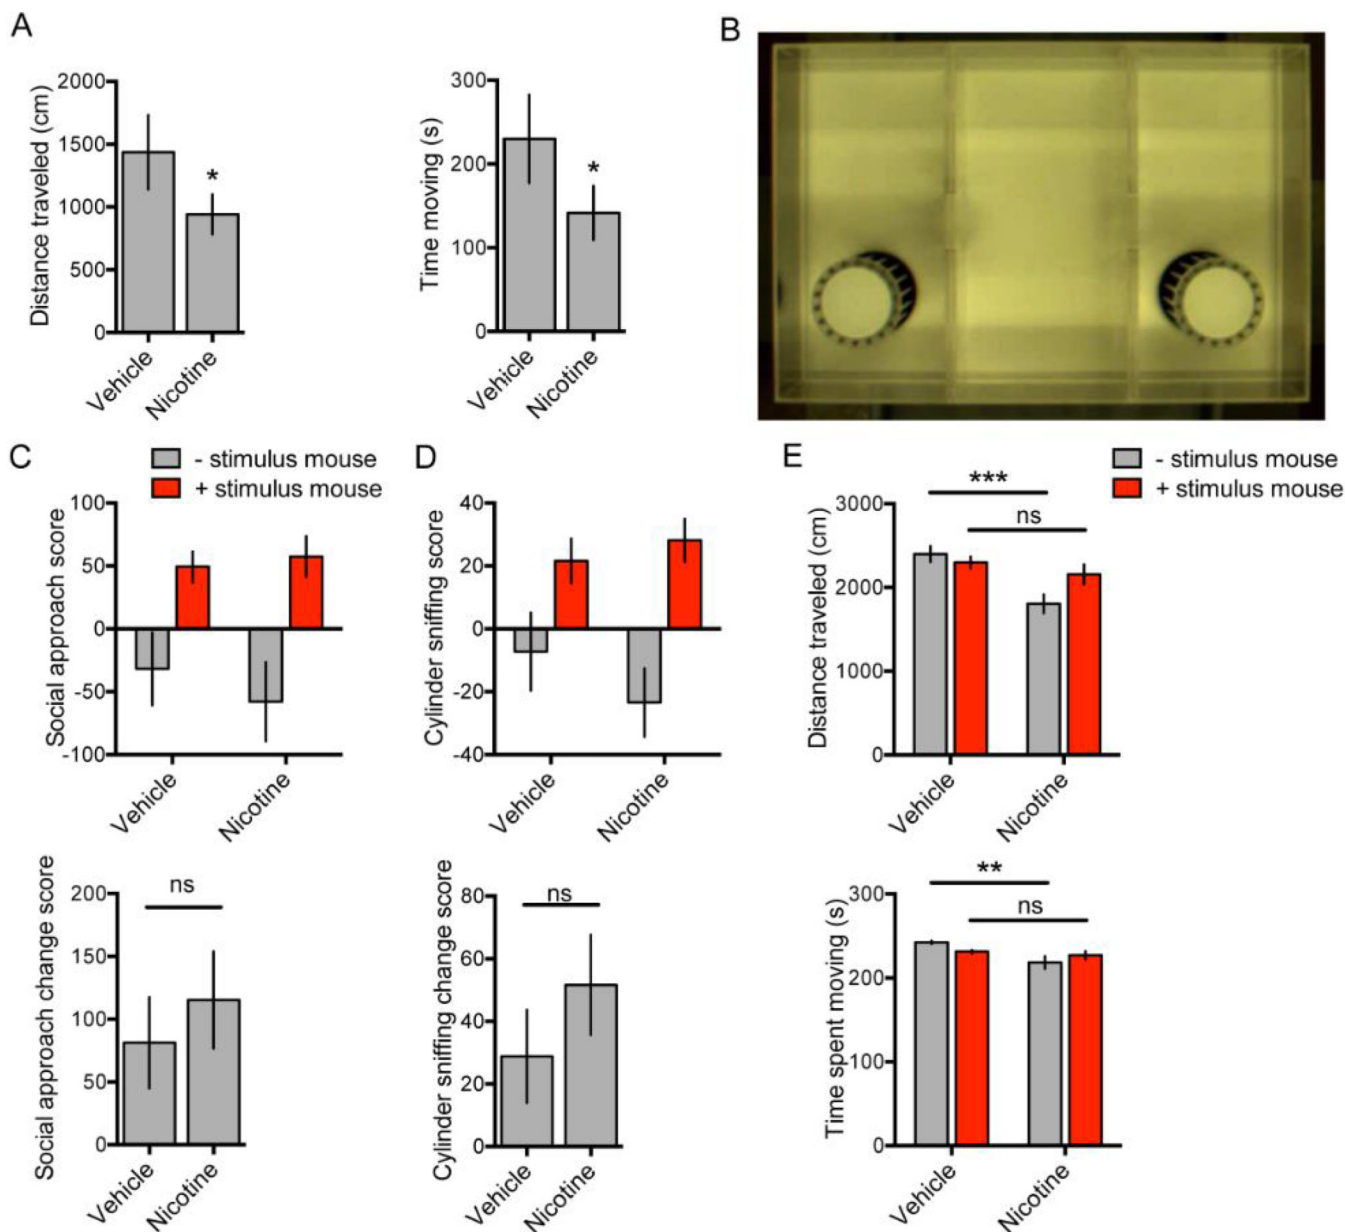 A
B
Distance traveled (cm)
2000
1500
1000
500
0
*
Vehicle
Nicotine
Time moving (s)
300
200
100
0
*
Vehicle
Nicotine
C
- stimulus mouse
+ stimulus mouse
Social approach score
100
50
0
-50
-100
Vehicle
Nicotine
D
Cylinder sniffing score
40
20
0
-20
-40
Vehicle
Nicotine
E
- stimulus mouse
+ stimulus mouse
Distance traveled (cm)
3000
2000
1000
0
***
ns
Vehicle
Nicotine
Social approach change score
200
150
100
50
0
ns
Vehicle
Nicotine
Cylinder sniffing change score
80
60
40
20
0
ns
Vehicle
Nicotine
Time spent moving (s)
300
200
100
0
**
ns
Vehicle
Nicotine